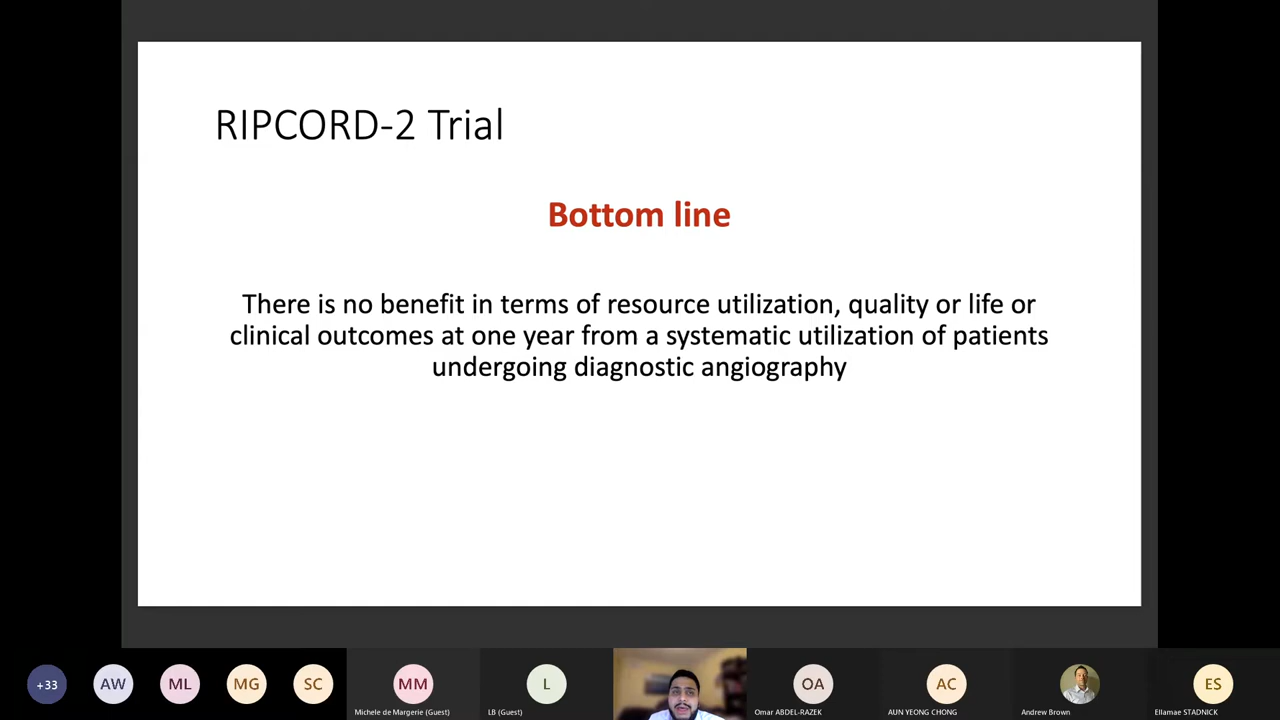 RIPCORD-2 Trial
Bottom line
There is no benefit in terms of resource utilization, quality or life or
clinical outcomes at one year from a systematic utilization of patients
undergoing diagnostic angiography
+33
AW
ML
MG
SC
MM
L
OA
AC
ES
Michele de Margerie (Guest)
LB (Guest)
Omar ABDEL-RAZEK
AUN YEONG CHONG
Andrew Brown
Ellamae STADNICK